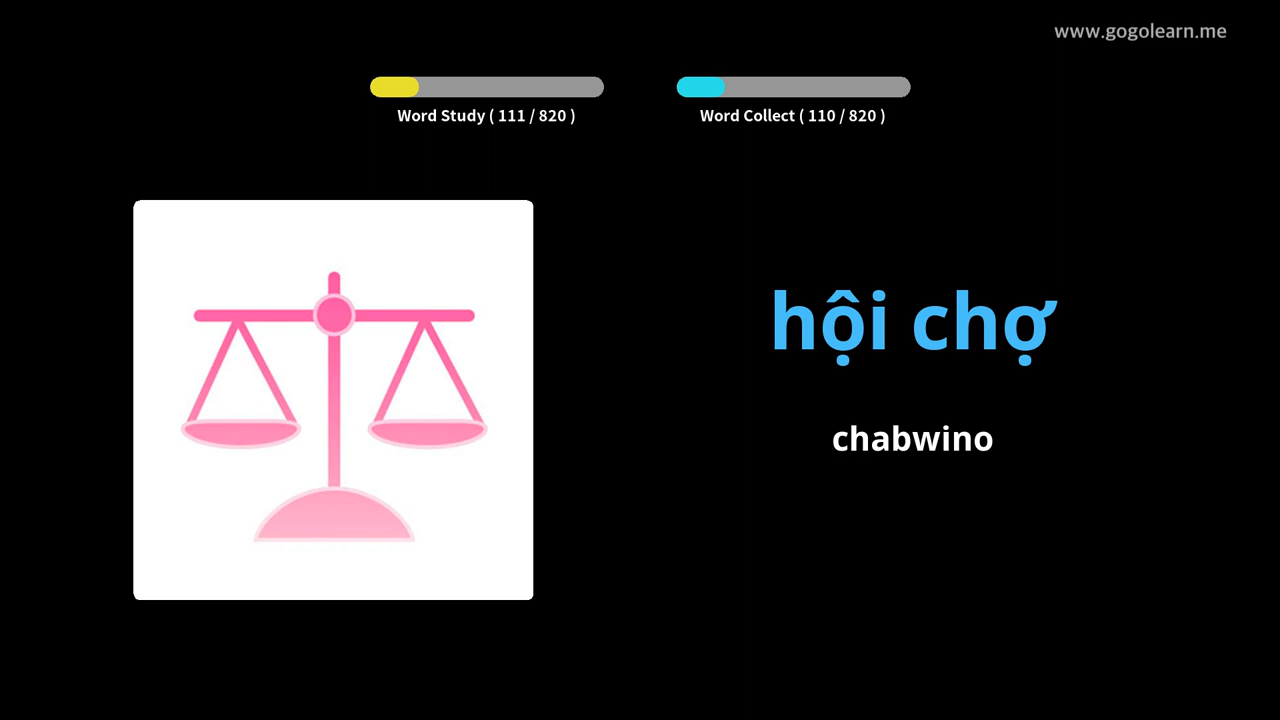 www.gogolearn.me
Word Study ( 111 / 820 )
Word Collect ( 110 / 820 )
hội chợ
chabwino